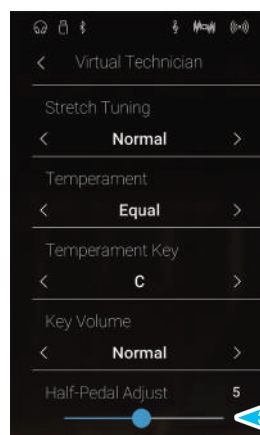 Virtual Technician
Stretch Tuning
Normal
Temperament
Equal
Temperament Key
C
Key Volume
Normal
Half-Pedal Adjust 5